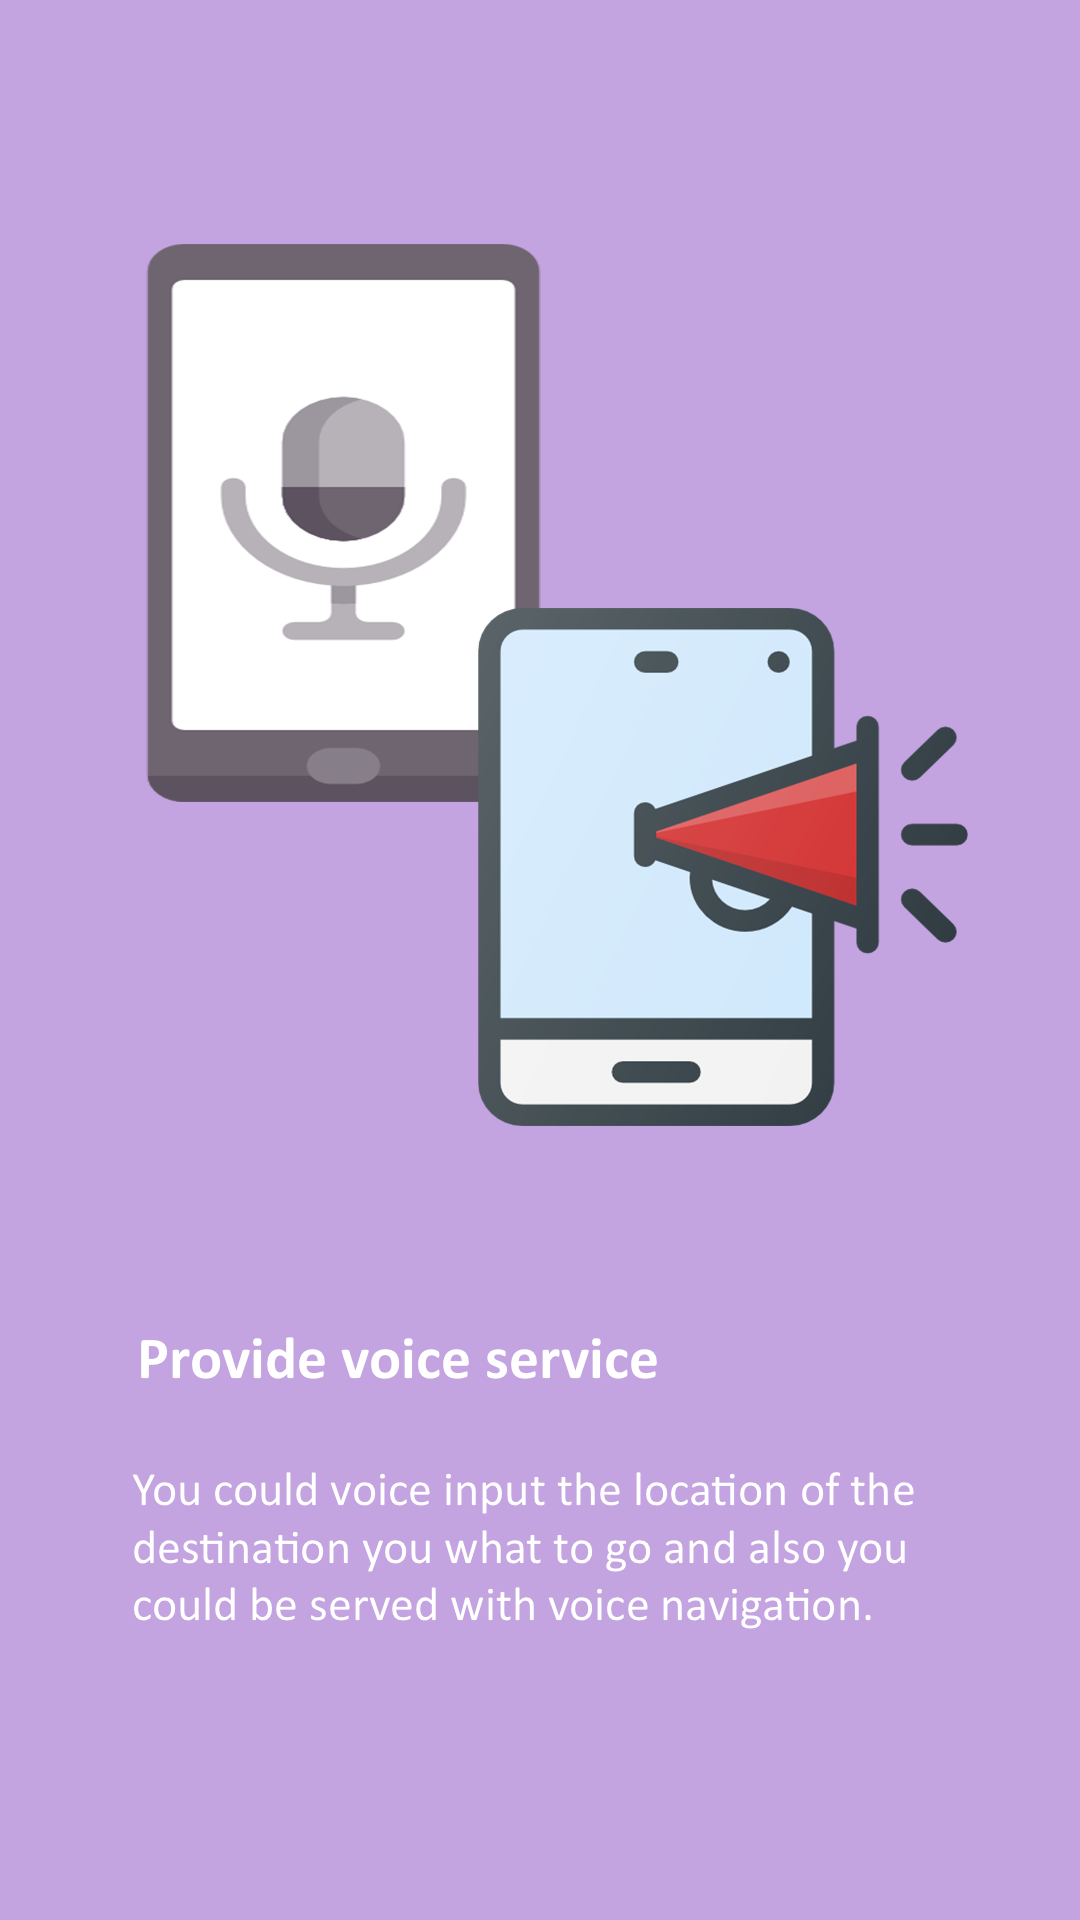 Provide voice service
You could voice input the location of the
destination you what to go and also you
could be served with voice navigation.